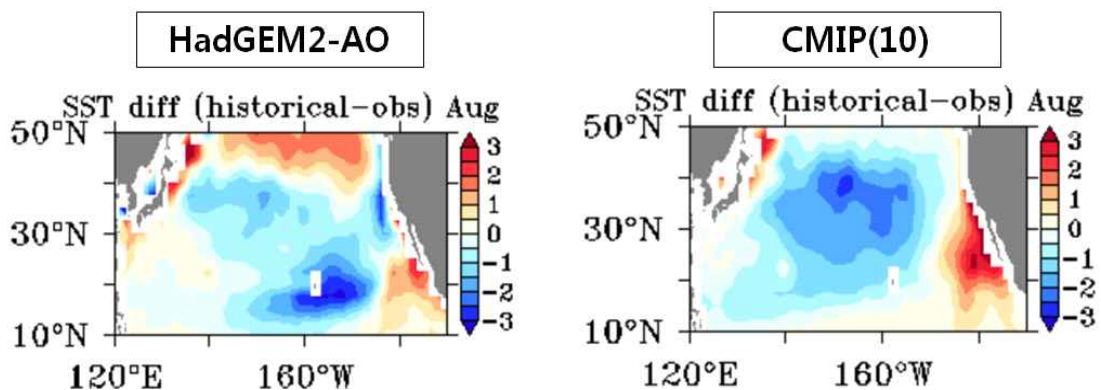 HadGEM2-AO
CMIP(10)
SST diff (historical-obs) Aug
SST diff (historical-obs) Aug
50°N
30°N
10°N
120°E
160°W
3
2
1
0
-1
-2
-3
50°N
30°N
10°N
120°E
160°W
3
2
1
0
-1
-2
-3